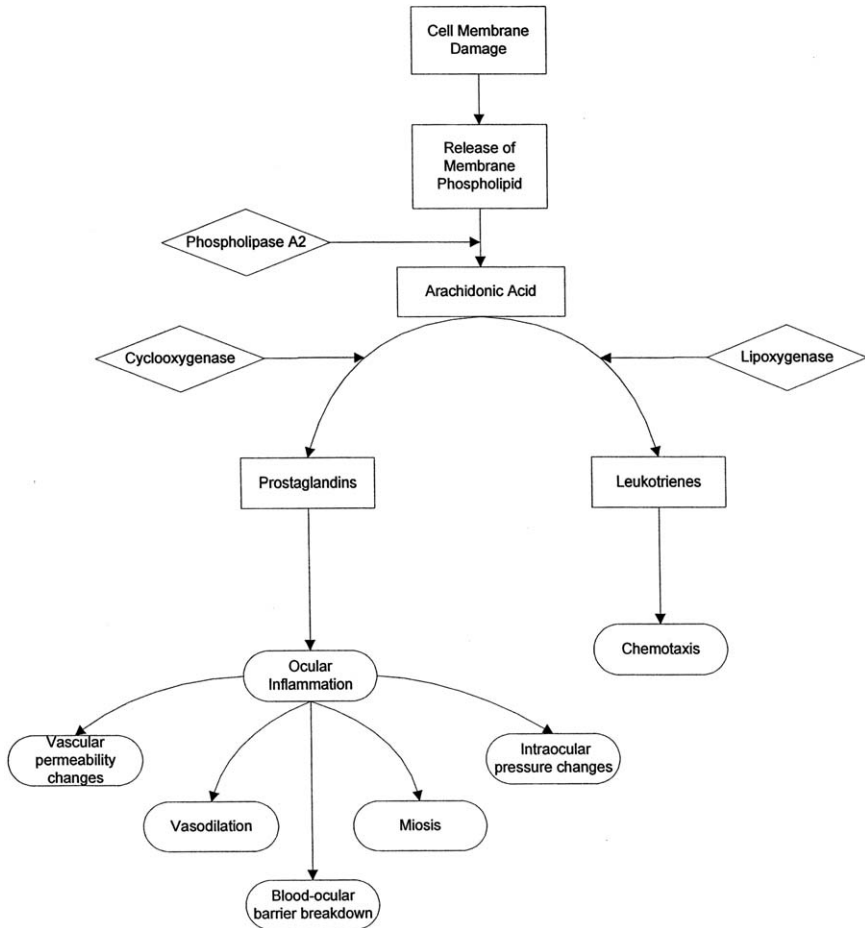 Cell Membrane
Damage
Release of
Membrane
Phospholipid
Phospholipase A2
Arachidonic Acid
Cyclooxygenase
Lipoxygenase
Prostaglandins
Leukotrienes
Chemotaxis
Ocular
Inflammation
Vascular
permeability
changes
Intraocular
pressure changes
Vasodilation
Miosis
Blood-ocular
barrier breakdown